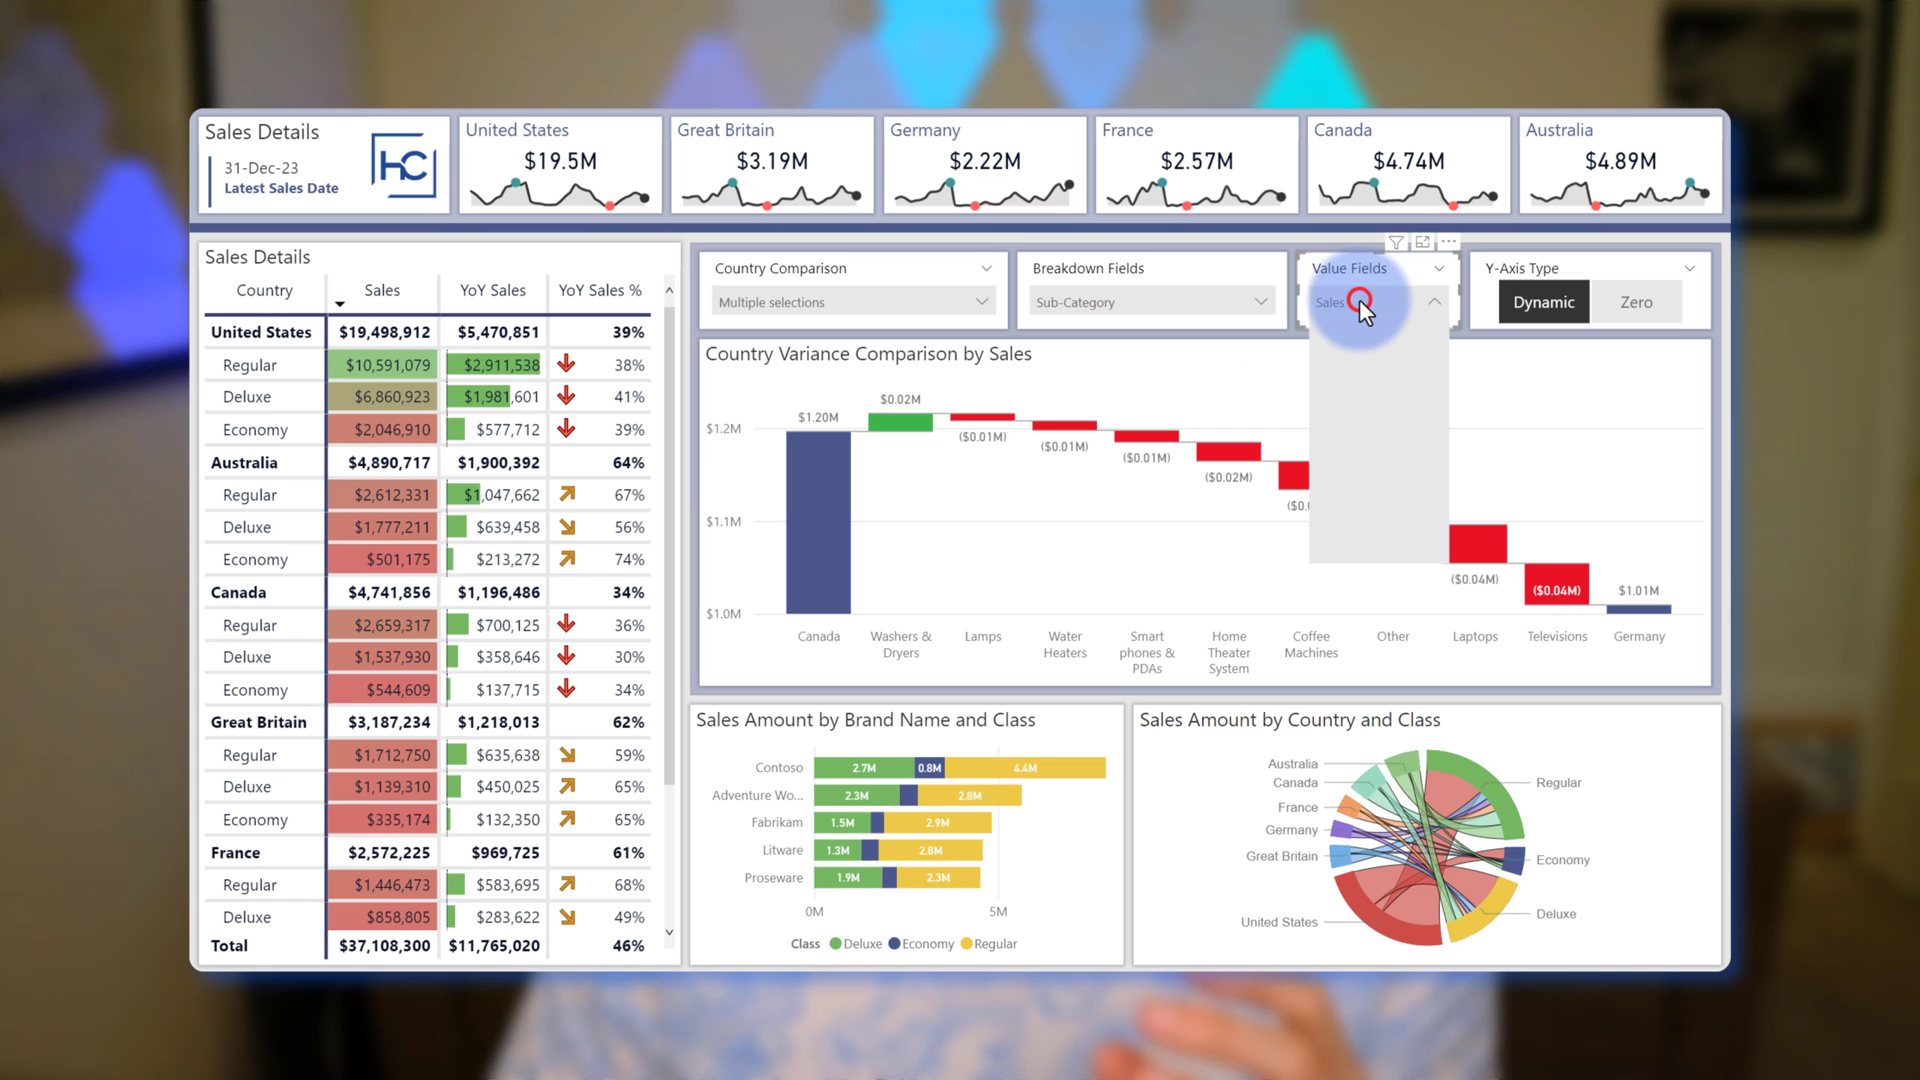 Sales Details
31-Dec-23
Latest Sales Date
HC
United States
$19.5M
Great Britain
$3.19M
Germany
$2.22M
France
$2.57M
Canada
$4.74M
Australia
$4.89M
Sales Details
Country Sales YoY Sales YoY Sales %
United States $19,498,912 $5,470,851 39%
Regular $10,591,079 $2,911,538 38%
Deluxe $6,860,923 $1,981,601 41%
Economy $2,046,910 $577,712 39%
Australia $4,890,717 $1,900,392 64%
Regular $2,612,331 $1,047,662 67%
Deluxe $1,777,211 $639,458 56%
Economy $501,175 $213,272 74%
Canada $4,741,856 $1,196,486 34%
Regular $2,659,317 $700,125 36%
Deluxe $1,537,930 $358,646 30%
Economy $544,609 $137,715 34%
Great Britain $3,187,234 $1,218,013 62%
Regular $1,712,750 $635,638 59%
Deluxe $1,139,310 $450,025 65%
Economy $335,174 $132,350 65%
France $2,572,225 $969,725 61%
Regular $1,446,473 $583,695 68%
Deluxe $858,805 $283,622 49%
Total $37,108,300 $11,765,020 46%
Country Comparison
Multiple selections
Breakdown Fields
Sub-Category
Value Fields
Sales
Y-Axis Type
Dynamic Zero
Country Variance Comparison by Sales
$1.2M
$1.1M
$1.0M
$1.20M
$0.02M
($0.01M)
($0.01M)
($0.01M)
($0.02M)
($0.
($0.04M)
($0.04M)
$1.01M
Canada
Washers &
Dryers
Lamps
Water
Heaters
Smart
phones &
PDAs
Home
Theater
System
Coffee
Machines
Other
Laptops
Televisions
Germany
Sales Amount by Brand Name and Class
Contoso 2.7M 0.8M 4.4M
Adventure Wo... 2.3M 2.8M
Fabrikam 1.5M 2.9M
Litware 1.3M 2.8M
Proseware 1.9M 2.3M
0M 5M
Class Deluxe Economy Regular
Sales Amount by Country and Class
Australia
Canada
France
Germany
Great Britain
United States
Regular
Economy
Deluxe